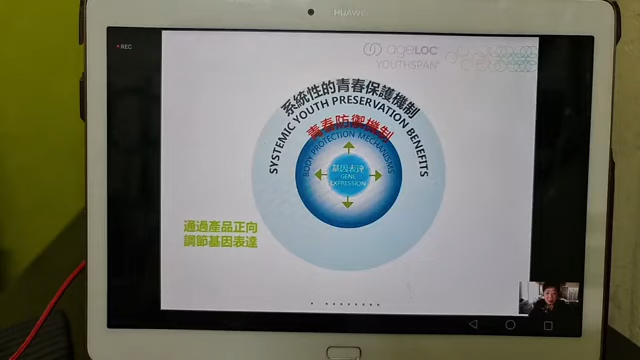 HUAWEI
REC
ageLOC
YOUTHSPAN
系統性的青春保護機制
SYSTEMIC YOUTH PRESERVATION BENEFITS
青春防禦機制
BODY PROTECTION MECHANISMS
基因表達
GENE
EXPRESSION
通過產品正向
調節基因表達